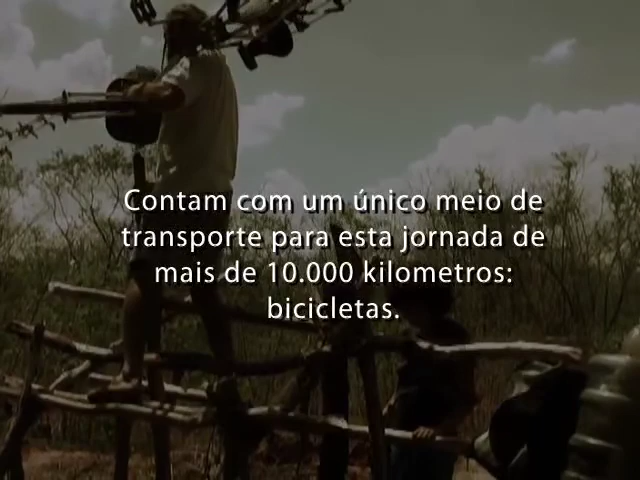 Contam com um único meio de
transporte para esta jornada de
mais de 10.000 kilometros:
bicicletas.